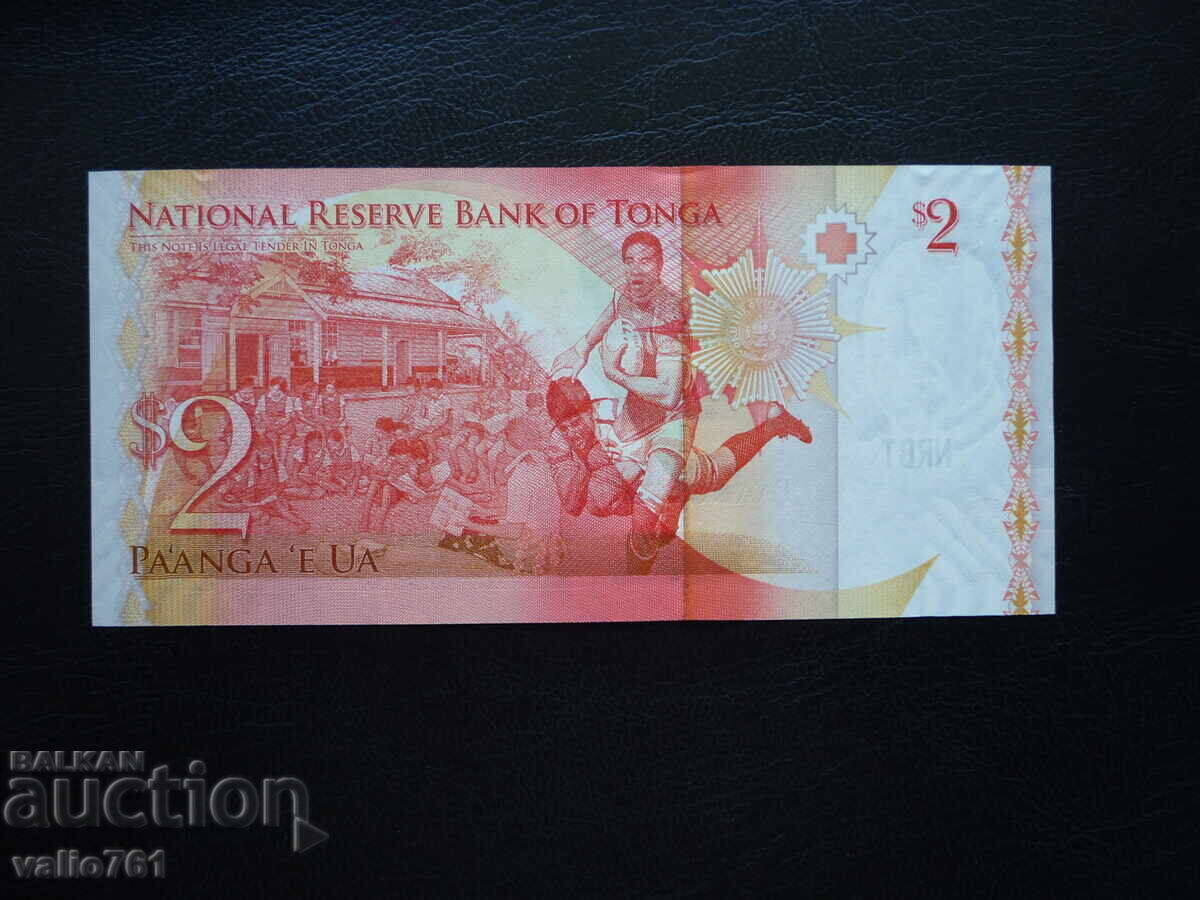 NATIONAL RESERVE BANK OF TONGA
THIS NOTE IS LEGAL TENDER IN TONGA
$2
$2
PA'ANGA 'E UA
NRBT
BALKAN
auction
valio761